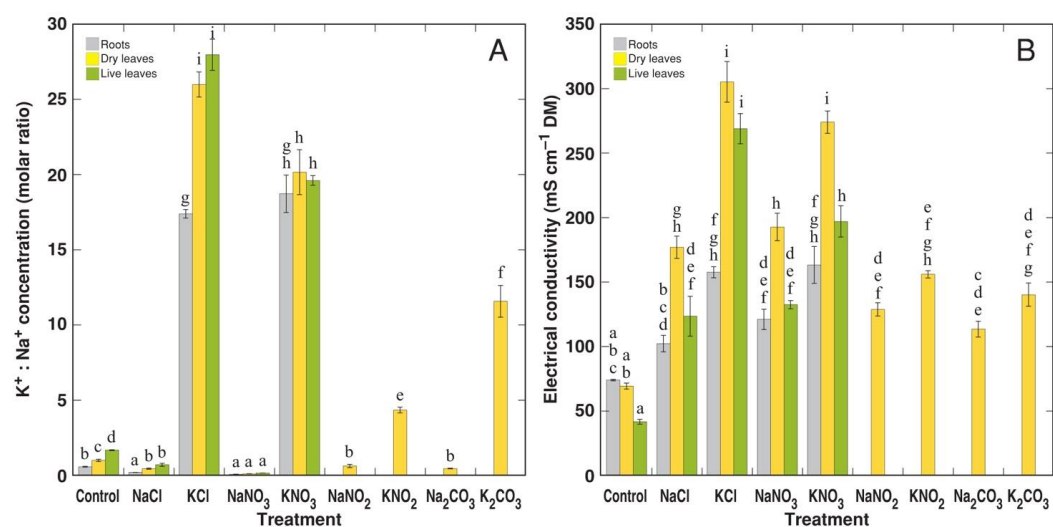 30
25
20
15
10
5
0
K⁺ : Na⁺ concentration (molar ratio)
Roots
Dry leaves
Live leaves
A
b c d
a b b
g i i
a a a
g
h h h
b
e
b
f
Control NaCl KCl NaNO₃ KNO₃ NaNO₂ KNO₂ Na₂CO₃ K₂CO₃
Treatment
350
300
250
200
150
100
50
0
Electrical conductivity (mS cm⁻¹ DM)
Roots
Dry leaves
Live leaves
B
a
b
c
a
b
a
b
c
d
g
h
d
e
f
f
g
h
i
i
d
e
f
h
d
e
f
f
g
h
i
h
d
e
f
e
f
g
h
c
d
e
d
e
f
g
Control NaCl KCl NaNO₃ KNO₃ NaNO₂ KNO₂ Na₂CO₃ K₂CO₃
Treatment